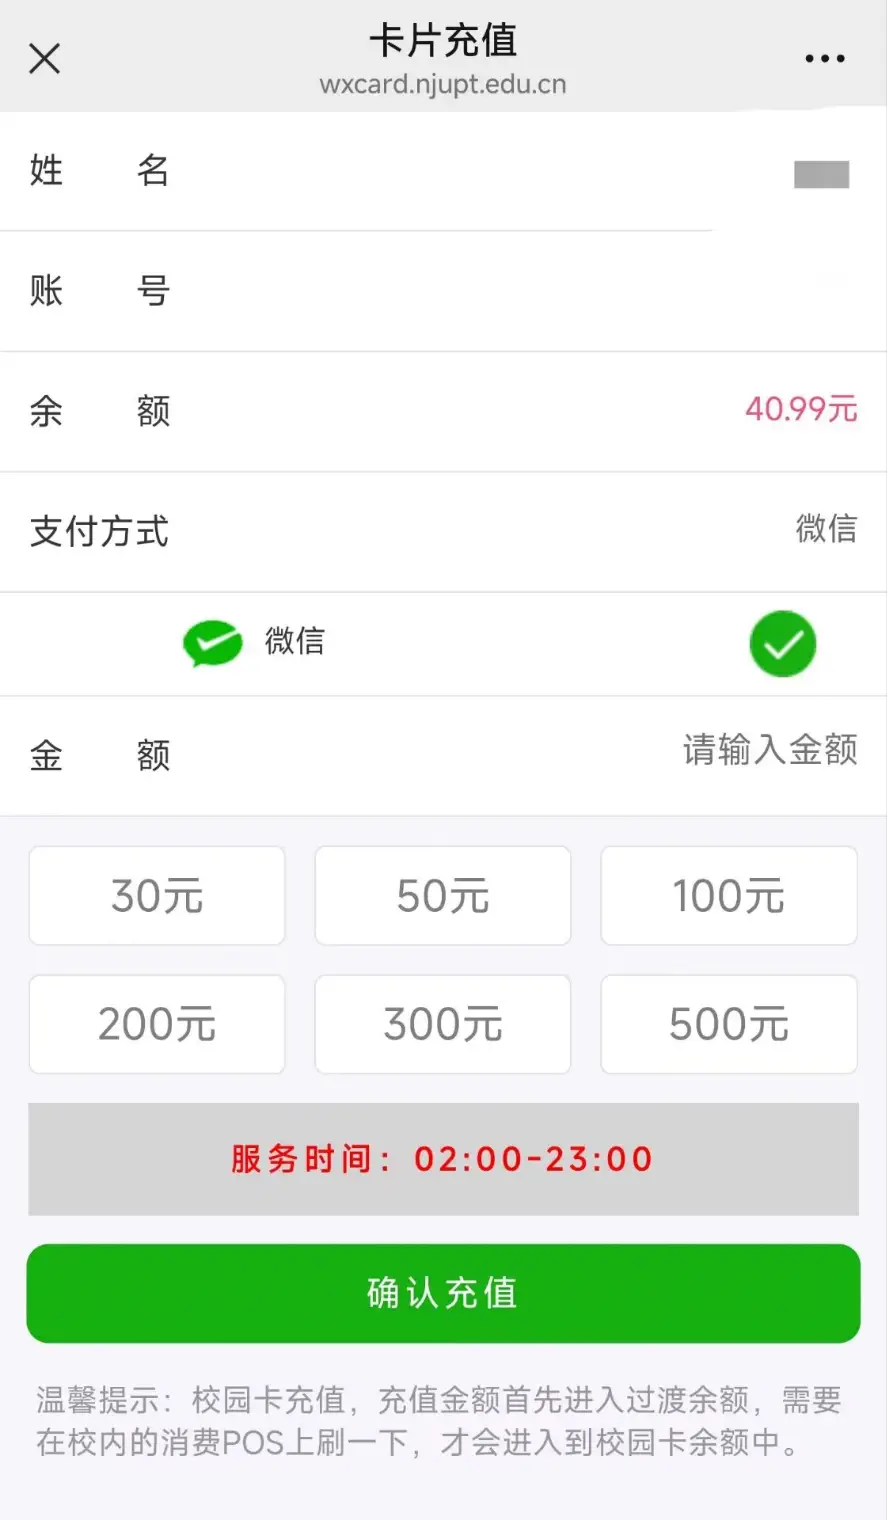 卡片充值
wxcard.njupt.edu.cn
姓 名
账 号
余 额 40.99元
支付方式 微信
微信
金 额 请输入金额
30元 50元 100元
200元 300元 500元
服务时间：02:00-23:00
确认充值
温馨提示：校园卡充值，充值金额首先进入过渡余额，需要
在校内的消费POS上刷一下，才会进入到校园卡余额中。